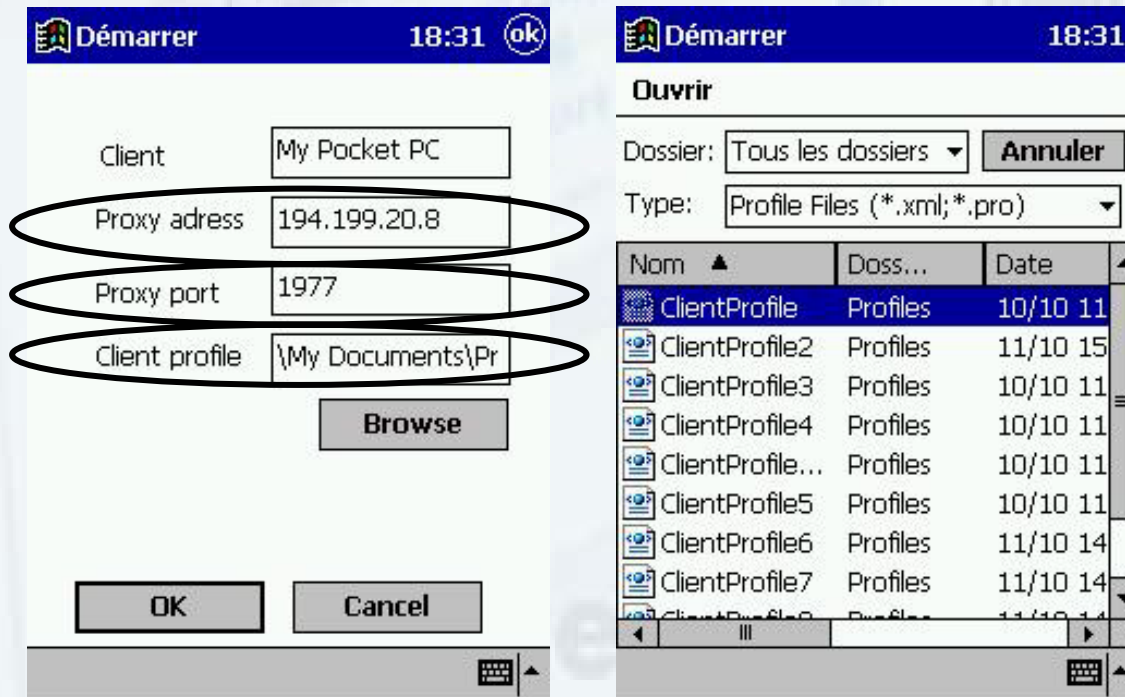 Démarrer 18:31 ok
Client My Pocket PC
Proxy adress 194.199.20.8
Proxy port 1977
Client profile \My Documents\Pr
Browse
OK Cancel
Démarrer 18:31
Ouvrir
Dossier: Tous les dossiers Annuler
Type: Profile Files (*.xml;*.pro)
Nom Doss... Date
ClientProfile Profiles 10/10 11
ClientProfile2 Profiles 11/10 15
ClientProfile3 Profiles 10/10 11
ClientProfile4 Profiles 10/10 11
ClientProfile... Profiles 10/10 11
ClientProfile5 Profiles 10/10 11
ClientProfile6 Profiles 11/10 14
ClientProfile7 Profiles 11/10 14